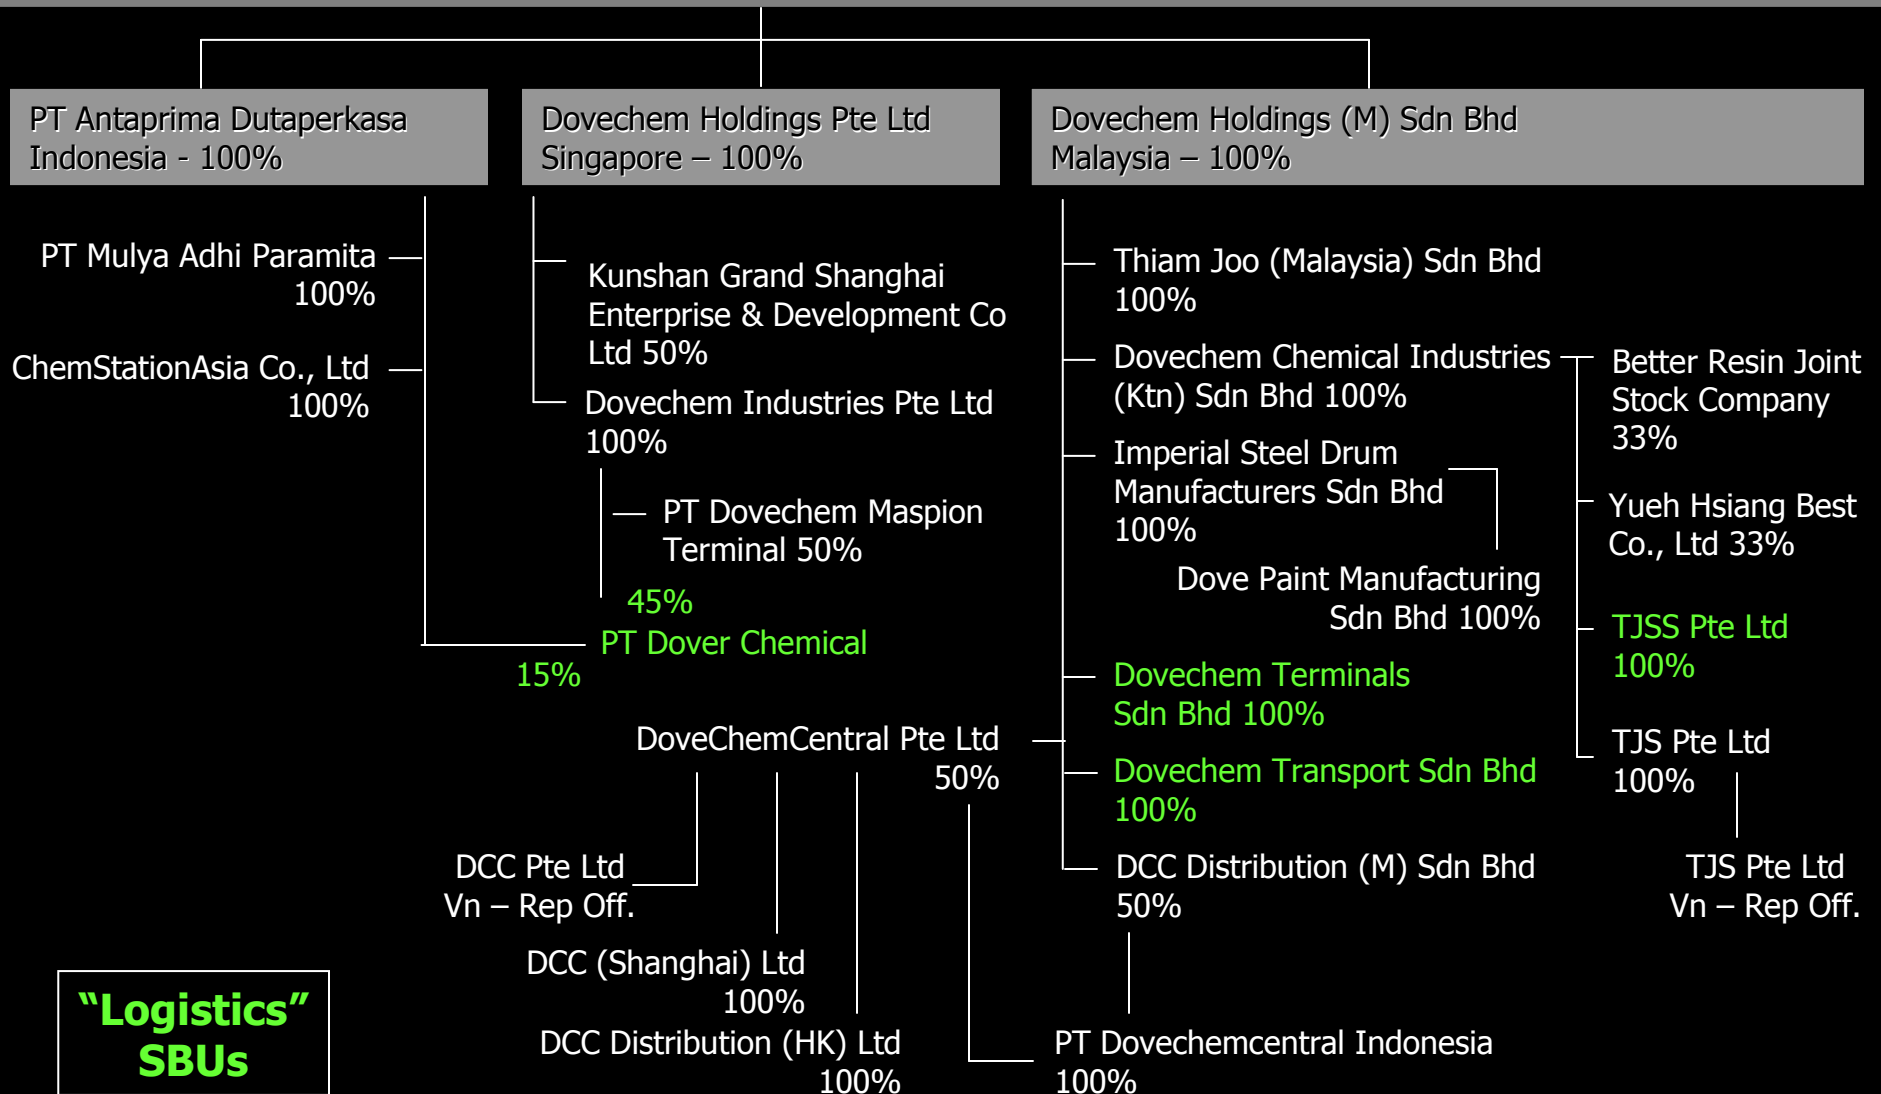 PT Antaprima Dutaperkasa
Indonesia - 100%
Dovechem Holdings Pte Ltd
Singapore – 100%
Dovechem Holdings (M) Sdn Bhd
Malaysia – 100%
PT Mulya Adhi Paramita
100%
ChemStationAsia Co., Ltd
100%
Kunshan Grand Shanghai
Enterprise & Development Co
Ltd 50%
Dovechem Industries Pte Ltd
100%
PT Dovechem Maspion
Terminal 50%
45%
PT Dover Chemical
15%
Thiam Joo (Malaysia) Sdn Bhd
100%
Dovechem Chemical Industries
(Ktn) Sdn Bhd 100%
Imperial Steel Drum
Manufacturers Sdn Bhd
100%
Dove Paint Manufacturing
Sdn Bhd 100%
Dovechem Terminals
Sdn Bhd 100%
DoveChemCentral Pte Ltd
50%
Dovechem Transport Sdn Bhd
100%
DCC Distribution (M) Sdn Bhd
50%
Better Resin Joint
Stock Company
33%
Yueh Hsiang Best
Co., Ltd 33%
TJSS Pte Ltd
100%
TJS Pte Ltd
100%
TJS Pte Ltd
Vn – Rep Off.
DCC Pte Ltd
Vn – Rep Off.
DCC (Shanghai) Ltd
100%
DCC Distribution (HK) Ltd
100%
PT Dovechemcentral Indonesia
100%
“Logistics”
SBUs